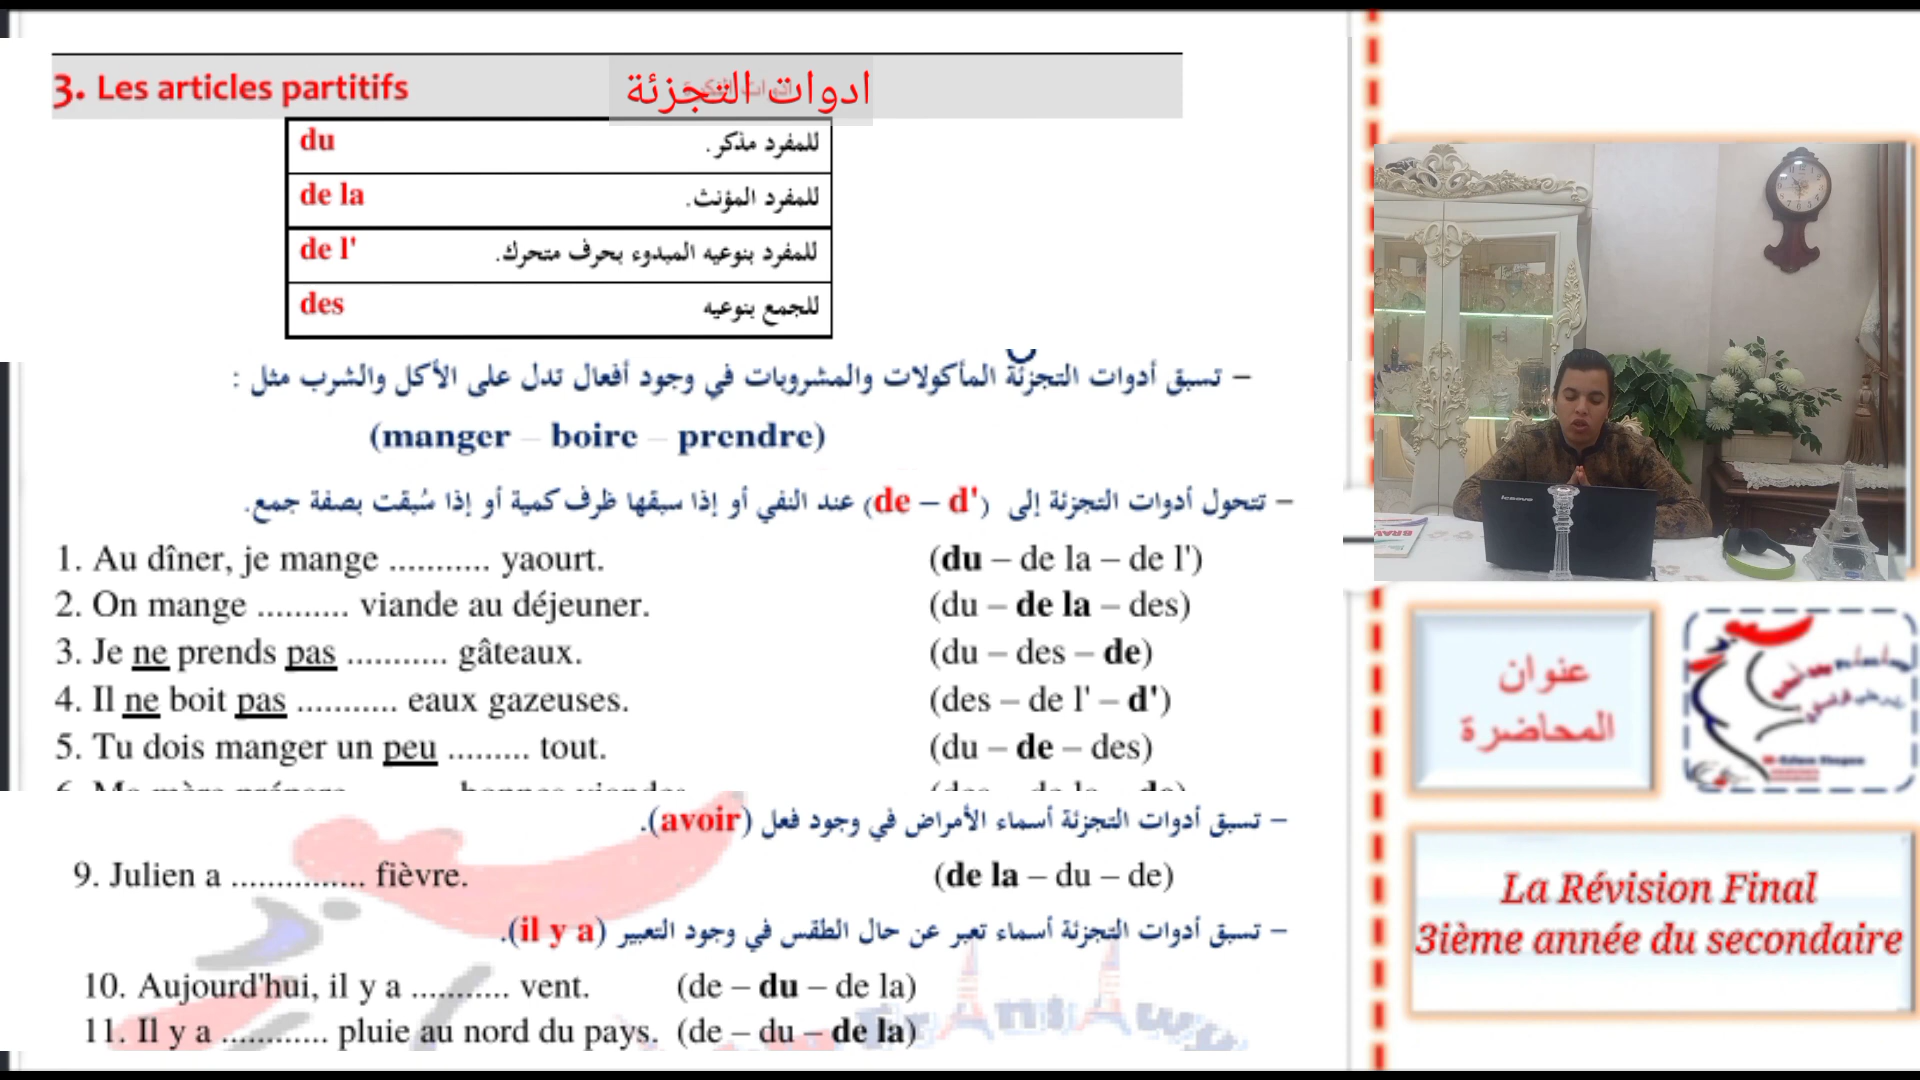 3. Les articles partitifs ادوات التجزئة
du للمفرد مذكر.
de la للمفرد المؤنث.
de l' للمفرد بنوعيه المبدوء بحرف متحرك.
des للجمع بنوعيه
– تسبق أدوات التجزئة المأكولات والمشروبات في وجود أفعال تدل على الأكل والشرب مثل :
(manger – boire – prendre)
– تتحول أدوات التجزئة إلى (de – d') عند النفي أو إذا سبقها ظرف كمية أو إذا سُبقت بصفة جمع.
1. Au dîner, je mange ........... yaourt. (du – de la – de l')
2. On mange .......... viande au déjeuner. (du – de la – des)
3. Je ne prends pas ........... gâteaux. (du – des – de)
4. Il ne boit pas ........... eaux gazeuses. (des – de l' – d')
5. Tu dois manger un peu ......... tout. (du – de – des)
– تسبق أدوات التجزئة أسماء الأمراض في وجود فعل (avoir).
9. Julien a ............... fièvre. (de la – du – de)
– تسبق أدوات التجزئة أسماء تعبر عن حال الطقس في وجود التعبير (il y a).
10. Aujourd'hui, il y a ........... vent. (de – du – de la)
11. Il y a ............ pluie au nord du pays. (de – du – de la)
lenovo
عنوان
المحاضرة
La Révision Final
3ième année du secondaire